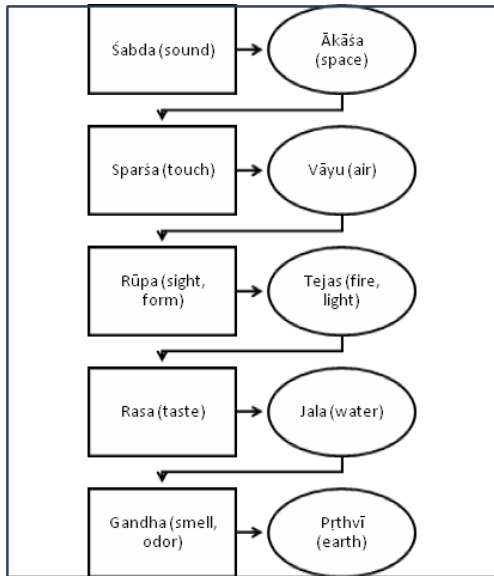 Śabda (sound)
Ākāśa
(space)
Sparśa (touch)
Vāyu (air)
Rūpa (sight,
form)
Tejas (fire,
light)
Rasa (taste)
Jala (water)
Gandha (smell,
odor)
Pṛthvī
(earth)